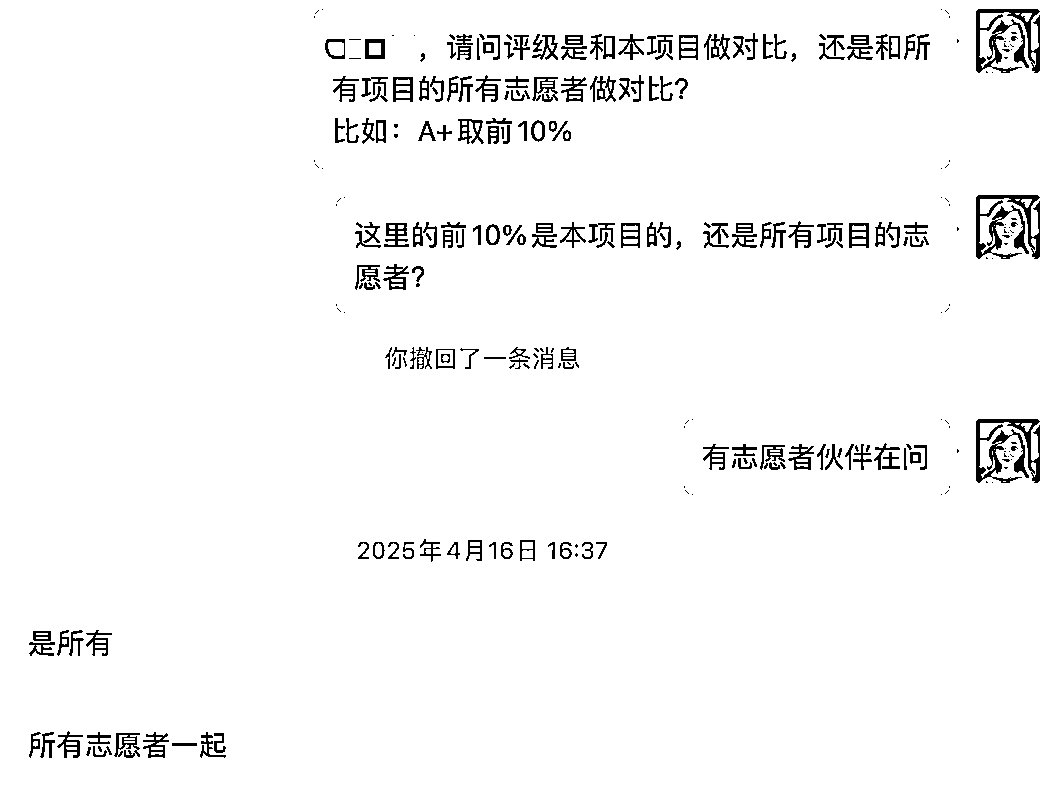 ，请问评级是和本项目做对比，还是和所
有项目的所有志愿者做对比？
比如：A+取前10%
这里的前10%是本项目的，还是所有项目的志
愿者？
你撤回了一条消息
有志愿者伙伴在问
2025年4月16日 16:37
是所有
所有志愿者一起